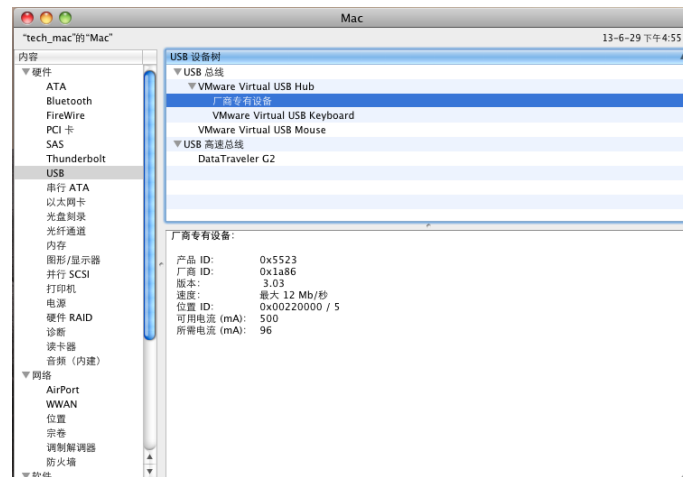 Mac
“tech_mac”的“Mac”
13-6-29 下午4:55
内容
硬件
ATA
Bluetooth
FireWire
PCI 卡
SAS
Thunderbolt
USB
串行 ATA
以太网卡
光盘刻录
光纤通道
内存
图形/显示器
并行 SCSI
打印机
电源
硬件 RAID
诊断
读卡器
音频（内建）
网络
AirPort
WWAN
位置
宗卷
调制解调器
防火墙
软件
USB 设备树
USB 总线
VMware Virtual USB Hub
厂商专有设备
VMware Virtual USB Keyboard
VMware Virtual USB Mouse
USB 高速总线
DataTraveler G2
厂商专有设备：
产品 ID: 0x5523
厂商 ID: 0x1a86
版本: 3.03
速度: 最大 12 Mb/秒
位置 ID: 0x00220000 / 5
可用电流 (mA): 500
所需电流 (mA): 96